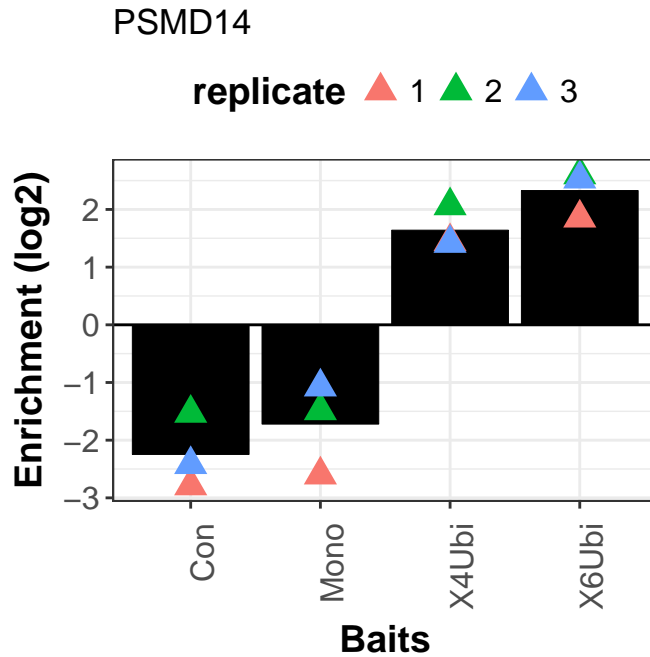 PSMD14
replicate 1 2 3
Enrichment (log2)
2
1
0
−1
−2
−3
Con
Mono
X4Ubi
X6Ubi
Baits